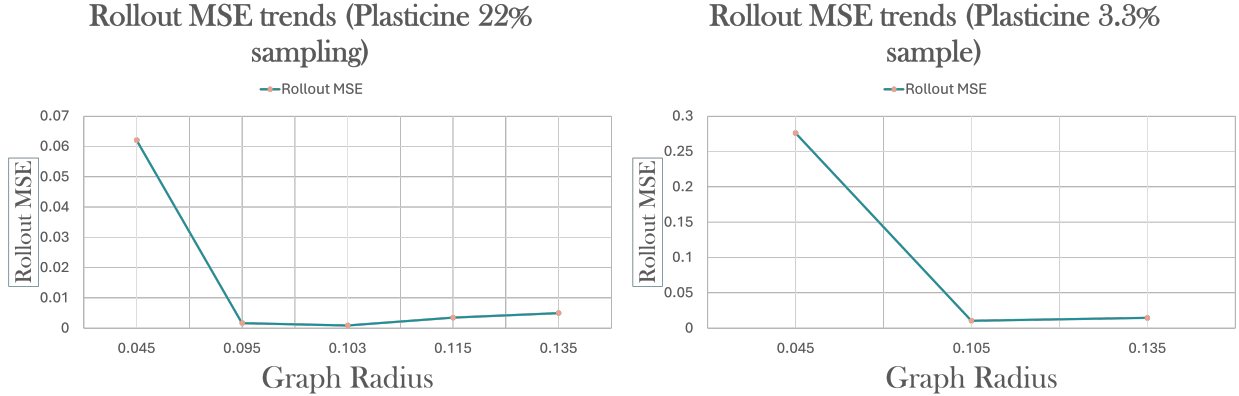 Rollout MSE trends (Plasticine 22%
sampling)
Rollout MSE
0.07
0.06
0.05
0.04
0.03
0.02
0.01
0
Rollout MSE
0.045 0.095 0.103 0.115 0.135
Graph Radius
Rollout MSE trends (Plasticine 3.3%
sample)
Rollout MSE
0.3
0.25
0.2
0.15
0.1
0.05
0
Rollout MSE
0.045 0.105 0.135
Graph Radius